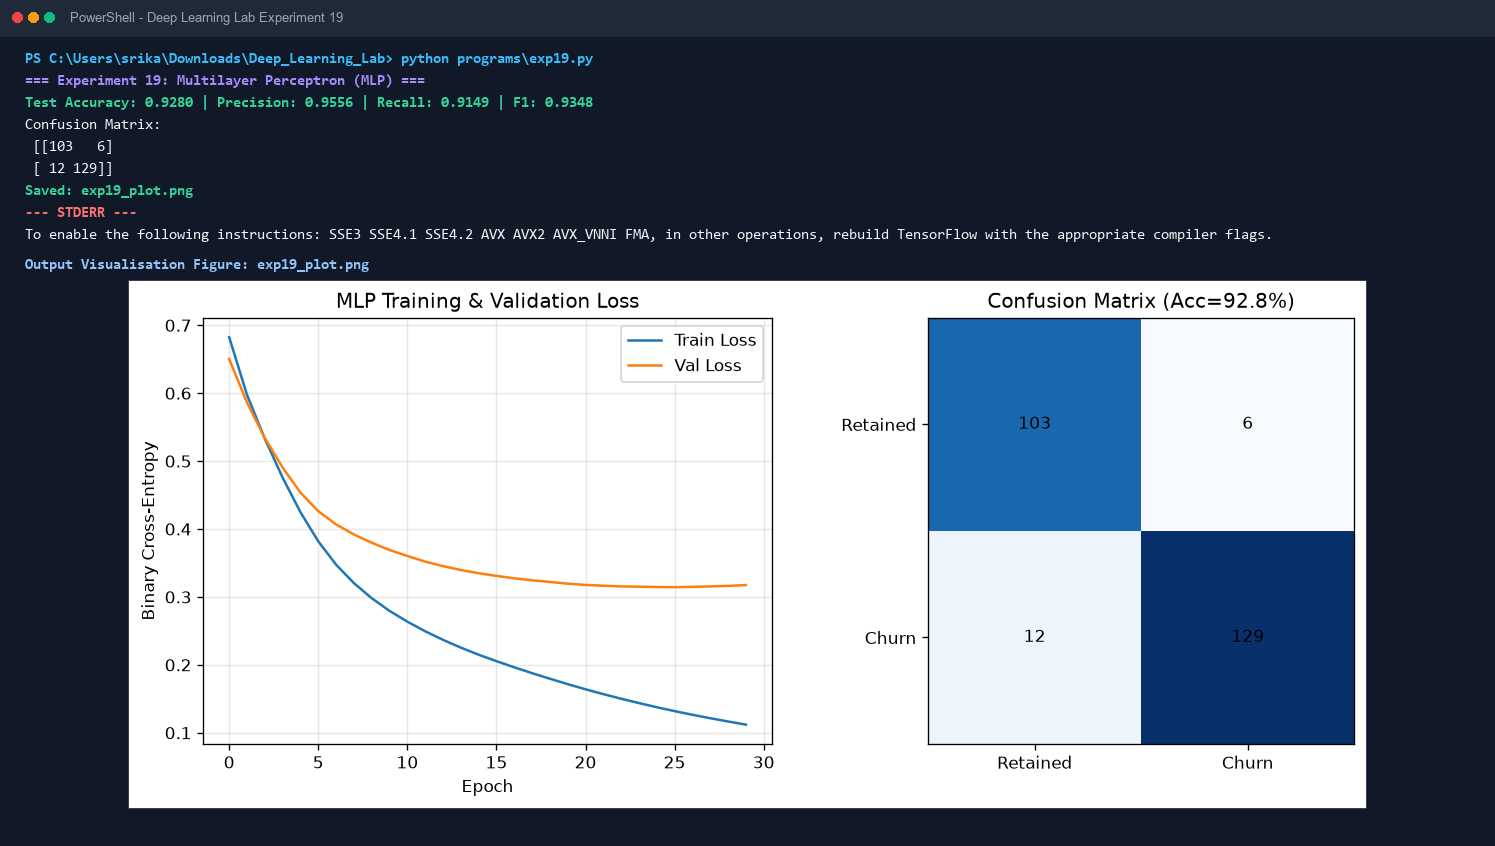 PowerShell - Deep Learning Lab Experiment 19
PS C:\Users\srika\Downloads\Deep_Learning_Lab> python programs\exp19.py
=== Experiment 19: Multilayer Perceptron (MLP) ===
Test Accuracy: 0.9280 | Precision: 0.9556 | Recall: 0.9149 | F1: 0.9348
Confusion Matrix:
[[103   6]
[ 12 129]]
Saved: exp19_plot.png
--- STDERR ---
To enable the following instructions: SSE3 SSE4.1 SSE4.2 AVX AVX2 AVX_VNNI FMA, in other operations, rebuild TensorFlow with the appropriate compiler flags.
Output Visualisation Figure: exp19_plot.png
MLP Training & Validation Loss
Train Loss
Val Loss
Binary Cross-Entropy
0.7
0.6
0.5
0.4
0.3
0.2
0.1
0 5 10 15 20 25 30
Epoch
Confusion Matrix (Acc=92.8%)
Retained 103 6
Churn 12 129
Retained Churn